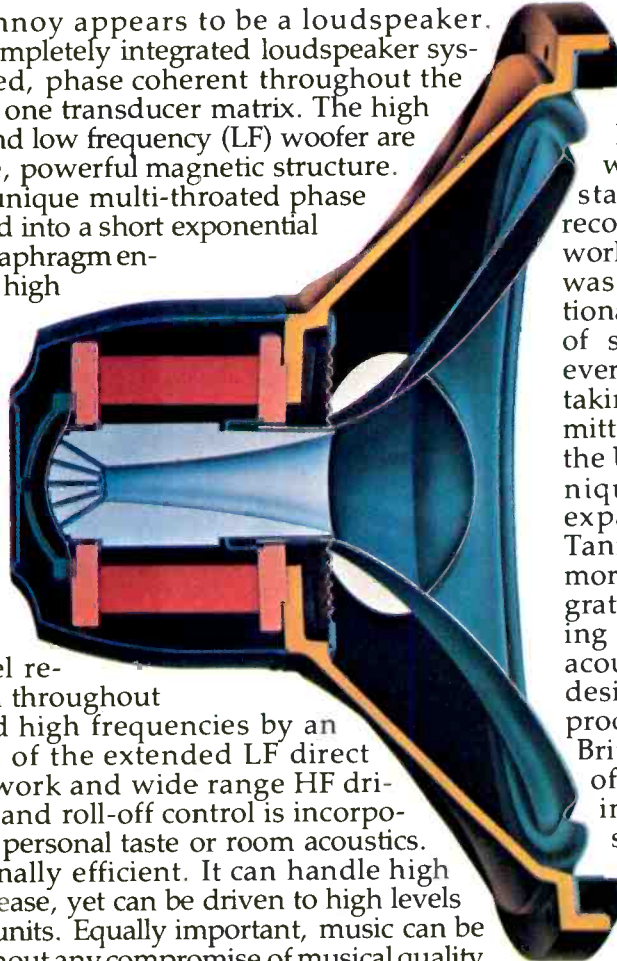 nnoy appears to be a loudspeaker.
mpletely integrated loudspeaker sys-
ed, phase coherent throughout the
one transducer matrix. The high
nd low frequency (LF) woofer are
e, powerful magnetic structure.
unique multi-throated phase
d into a short exponential
aphragm en-
high
el re-
throughout
d high frequencies by an
of the extended LF direct
work and wide range HF dri-
and roll-off control is incorpo-
personal taste or room acoustics.
nally efficient. It can handle high
ease, yet can be driven to high levels
units. Equally important, music can be
hout any compromise of musical quality
w
sta
reco
worl
was
tiona
of s
ever
takin
mitt
the U
niqu
expa
Tann
mor
grat
ing
acou
desi
proc
Bri
of
in
s